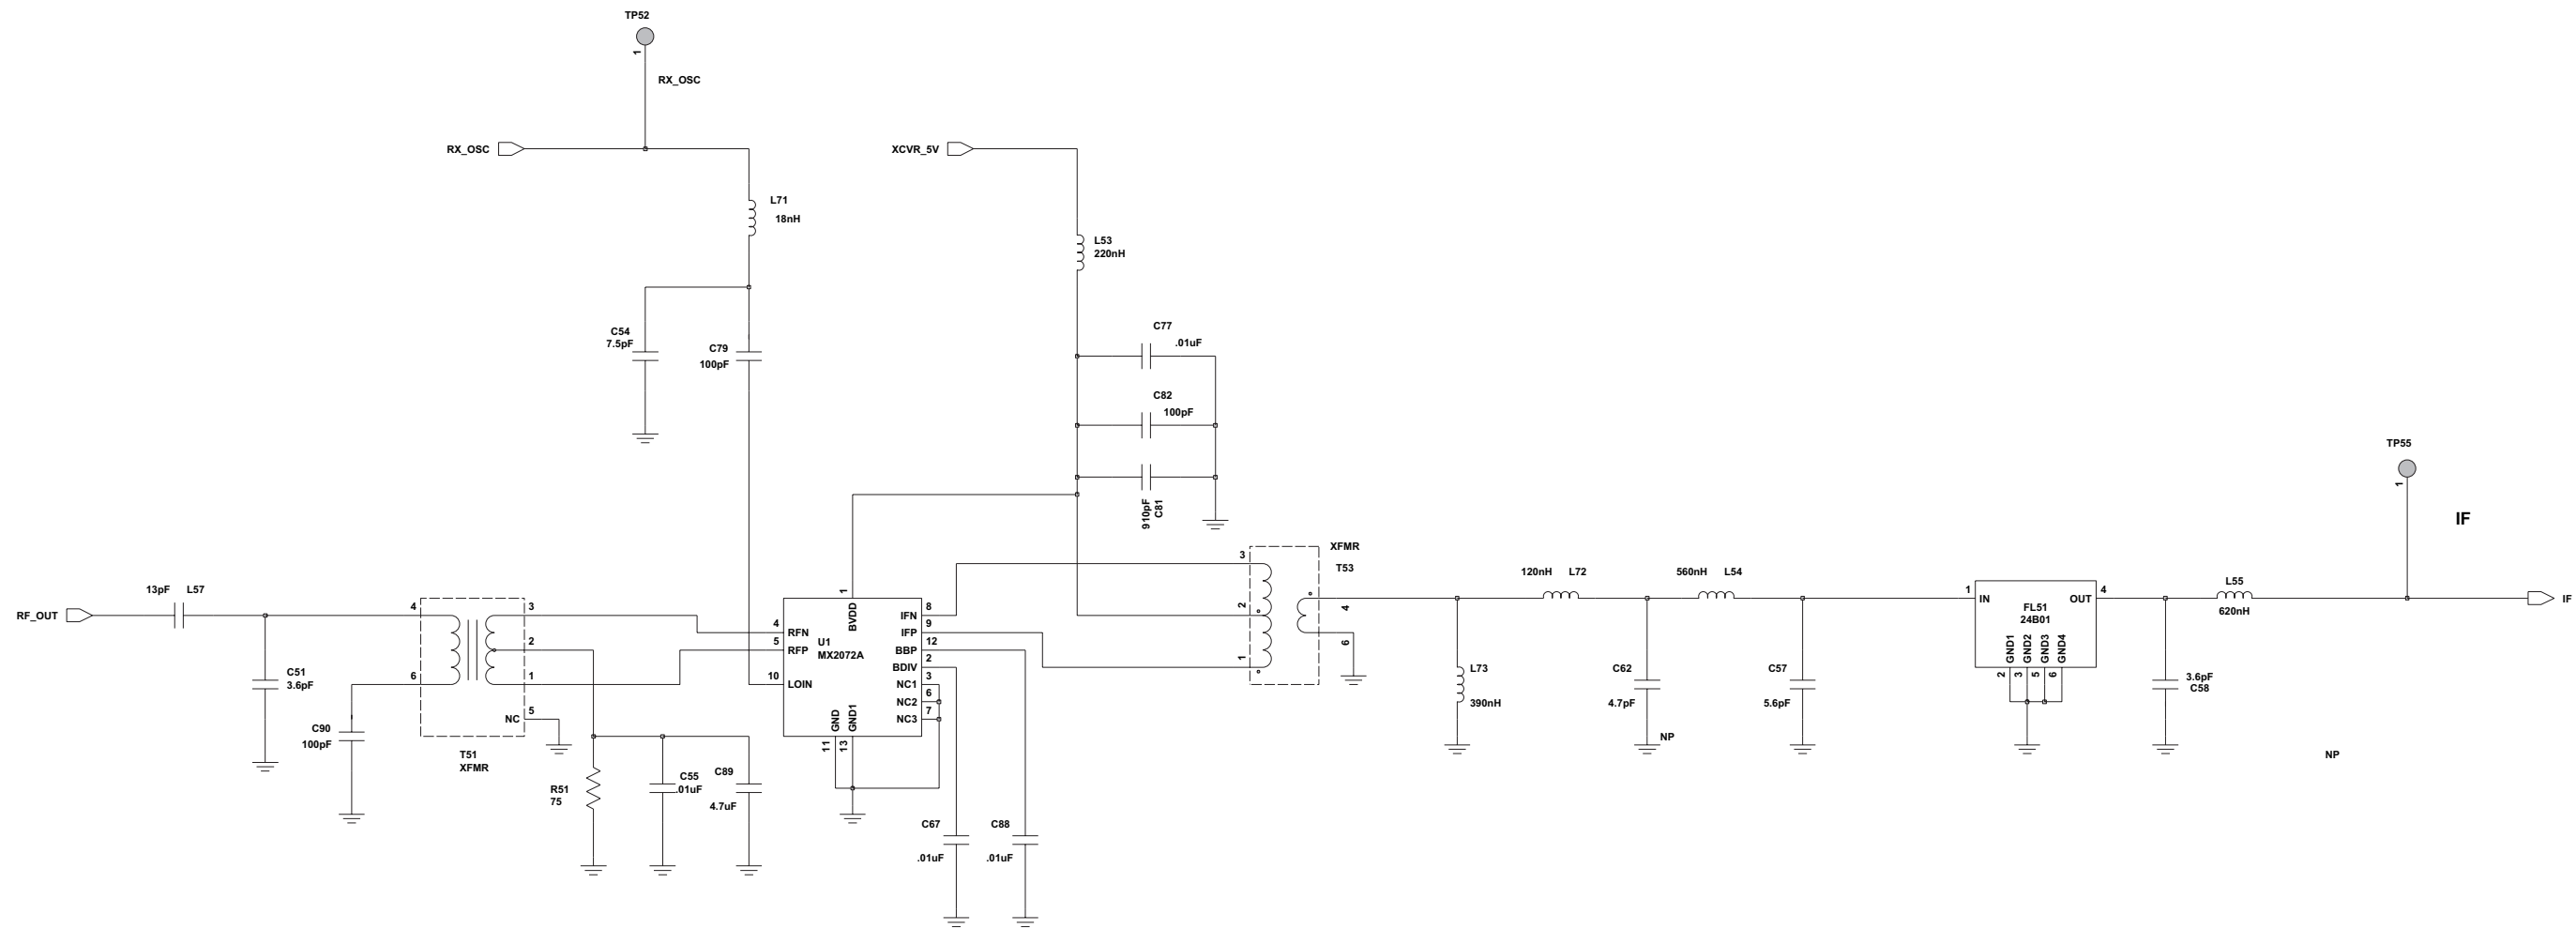 TP52
1
RX_OSC
RX_OSC
XCVR_5V
L71
18nH
L53
220nH
C54
7.5pF
C79
100pF
C77
.01uF
C82
100pF
910pF
C81
TP55
1
IF
XFMR
T53
3
2
1
4
6
RF_OUT
13pF L57
C51
3.6pF
C90
100pF
4
6
3
2
1
5
NC
T51
XFMR
R51
75
C55
.01uF
C89
4.7uF
1
BVDD
4 RFN
5 RFP
10 LOIN
U1
MX2072A
IFN 8
IFP 9
BBP 12
BDIV 2
NC1 3
NC2 6
NC3 7
GND
GND1
11
13
C67
.01uF
C88
.01uF
120nH L72
560nH L54
L73
390nH
C62
4.7pF
NP
C57
5.6pF
1 IN
OUT 4
FL51
24B01
GND1
GND2
GND3
GND4
2
3
5
6
3.6pF
C58
L55
620nH
IF
NP